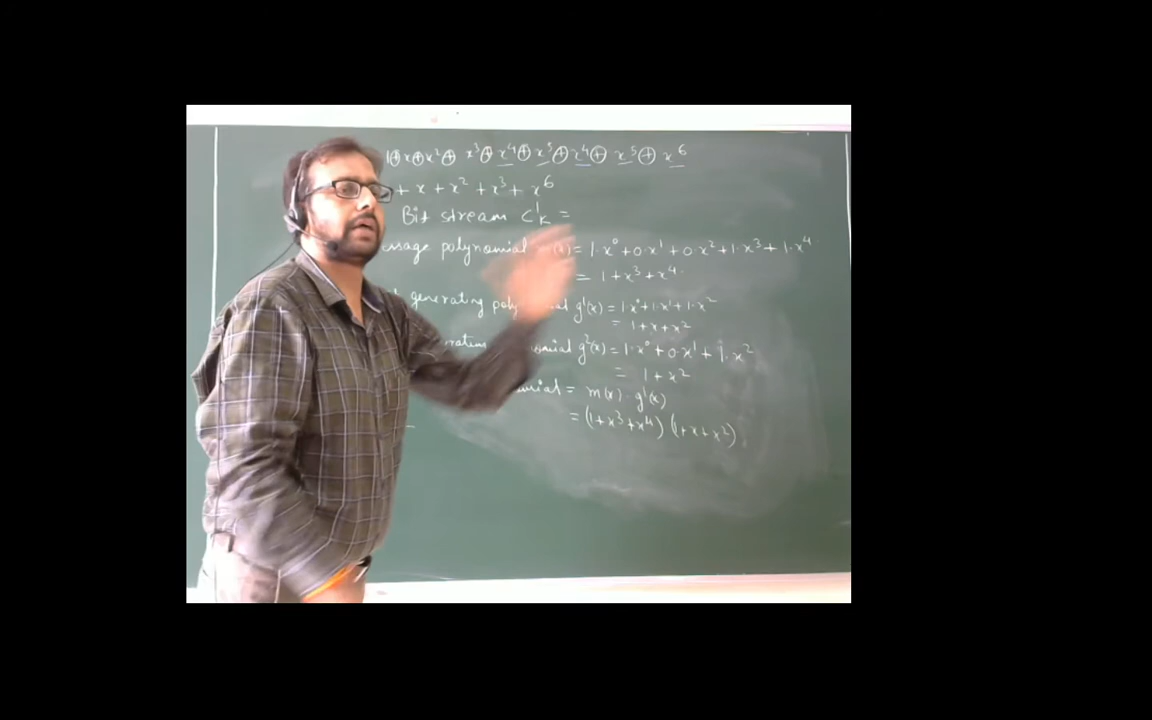 1⊕x⊕x²⊕ x³⊕x⁴⊕x⁵⊕x⁴⊕x⁵⊕x⁶
+ x + x² + x³ + x⁶
Bit stream C¹ₖ =
polynomial = 1·x⁰ + 0·x¹ + 0·x² + 1·x³ + 1·x⁴
= 1 + x³ + x⁴
generating g¹(x) = 1·x⁰ + 1·x¹ + 1·x²
= 1 + x + x²
g²(x) = 1·x⁰ + 0·x¹ + 1·x²
= 1 + x²
= m(x) · g¹(x)
= (1 + x³ + x⁴) (1 + x + x²)